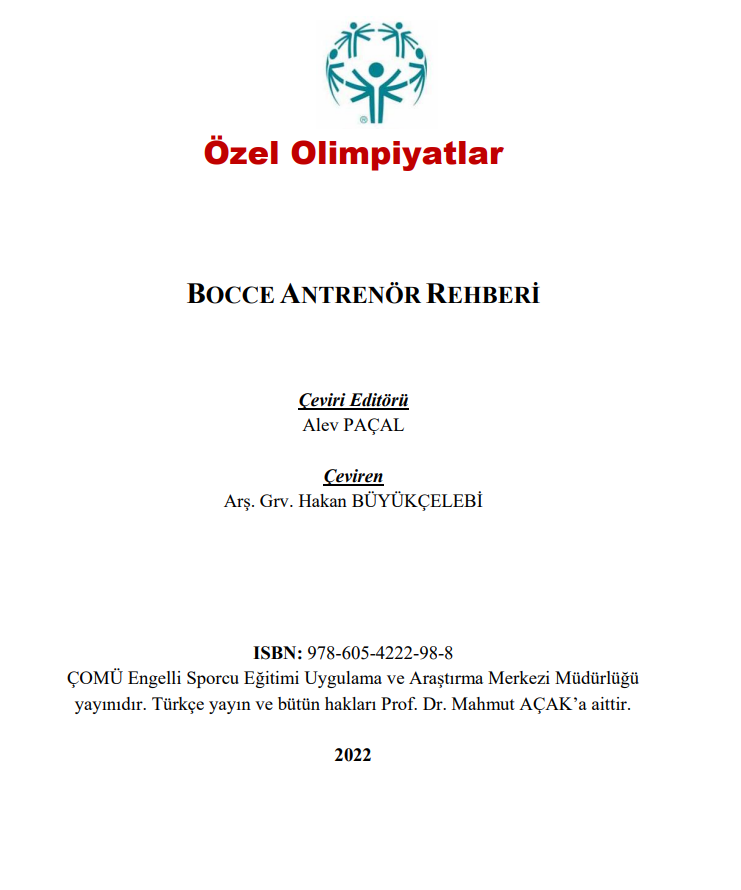 ®
Özel Olimpiyatlar
BOCCE ANTRENÖR REHBERİ
Çeviri Editörü
Alev PAÇAL
Çeviren
Arş. Grv. Hakan BÜYÜKÇELEBİ
ISBN: 978-605-4222-98-8
ÇOMÜ Engelli Sporcu Eğitimi Uygulama ve Araştırma Merkezi Müdürlüğü
yayınıdır. Türkçe yayın ve bütün hakları Prof. Dr. Mahmut AÇAK’a aittir.
2022